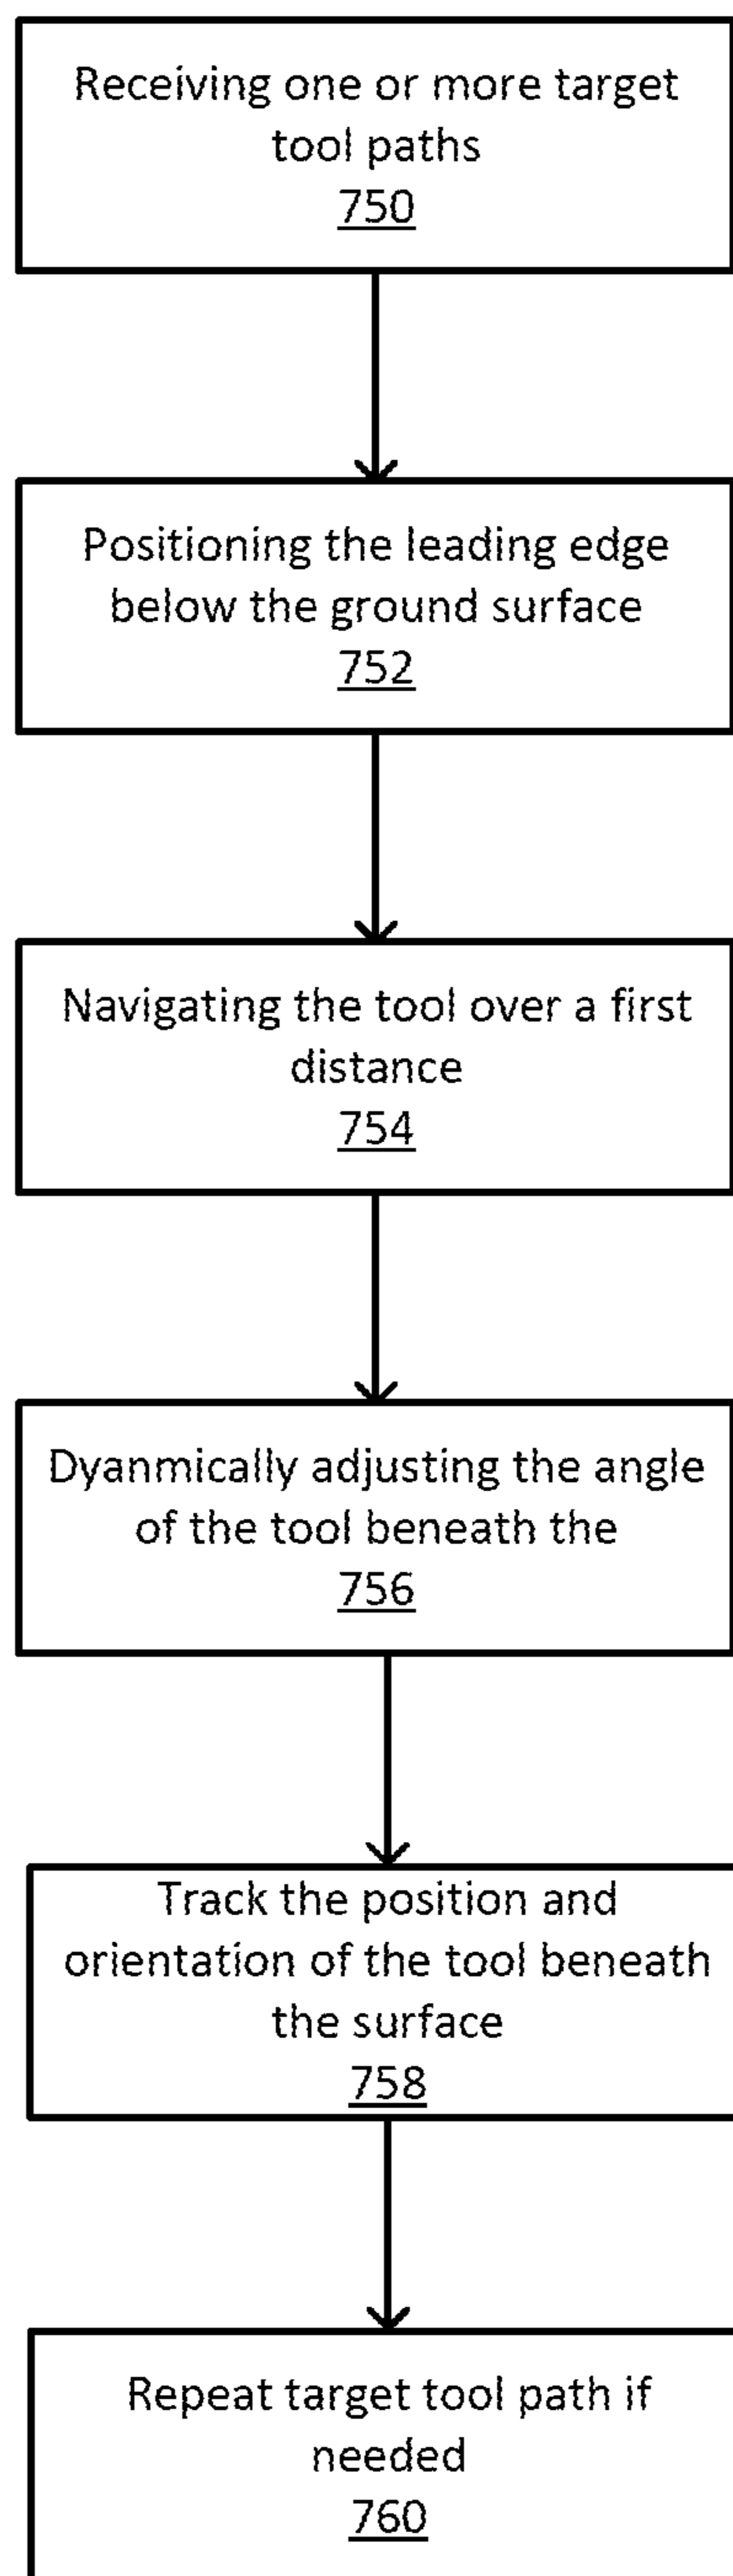 Receiving one or more target
tool paths
750
Positioning the leading edge
below the ground surface
752
Navigating the tool over a first
distance
754
Dyanmically adjusting the angle
of the tool beneath the
756
Track the position and
orientation of the tool beneath
the surface
758
Repeat target tool path if
needed
760